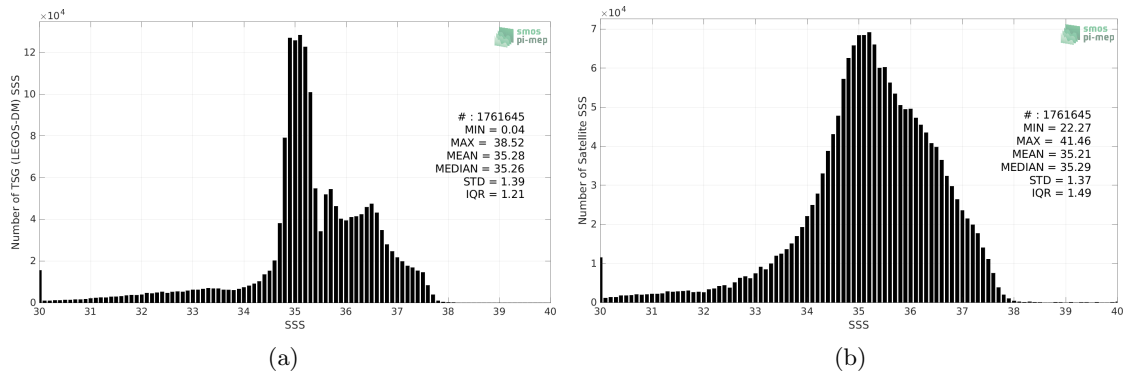 ×10⁴
12
10
8
6
4
2
0
Number of TSG (LEGOS-DM) SSS
30 31 32 33 34 35 36 37 38 39 40
SSS
smos
pi-mep
# : 1761645
MIN = 0.04
MAX = 38.52
MEAN = 35.28
MEDIAN = 35.26
STD = 1.39
IQR = 1.21
(a)
×10⁴
7
6
5
4
3
2
1
0
Number of Satellite SSS
30 31 32 33 34 35 36 37 38 39 40
SSS
smos
pi-mep
# : 1761645
MIN = 22.27
MAX = 41.46
MEAN = 35.21
MEDIAN = 35.29
STD = 1.37
IQR = 1.49
(b)